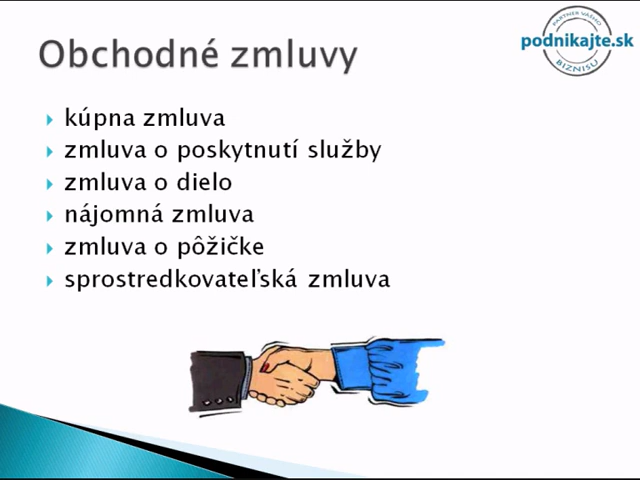 Obchodné zmluvy
PARTNER VÁŠHO
podnikajte.sk
BIZNISU
kúpna zmluva
zmluva o poskytnutí služby
zmluva o dielo
nájomná zmluva
zmluva o pôžičke
sprostredkovateľská zmluva